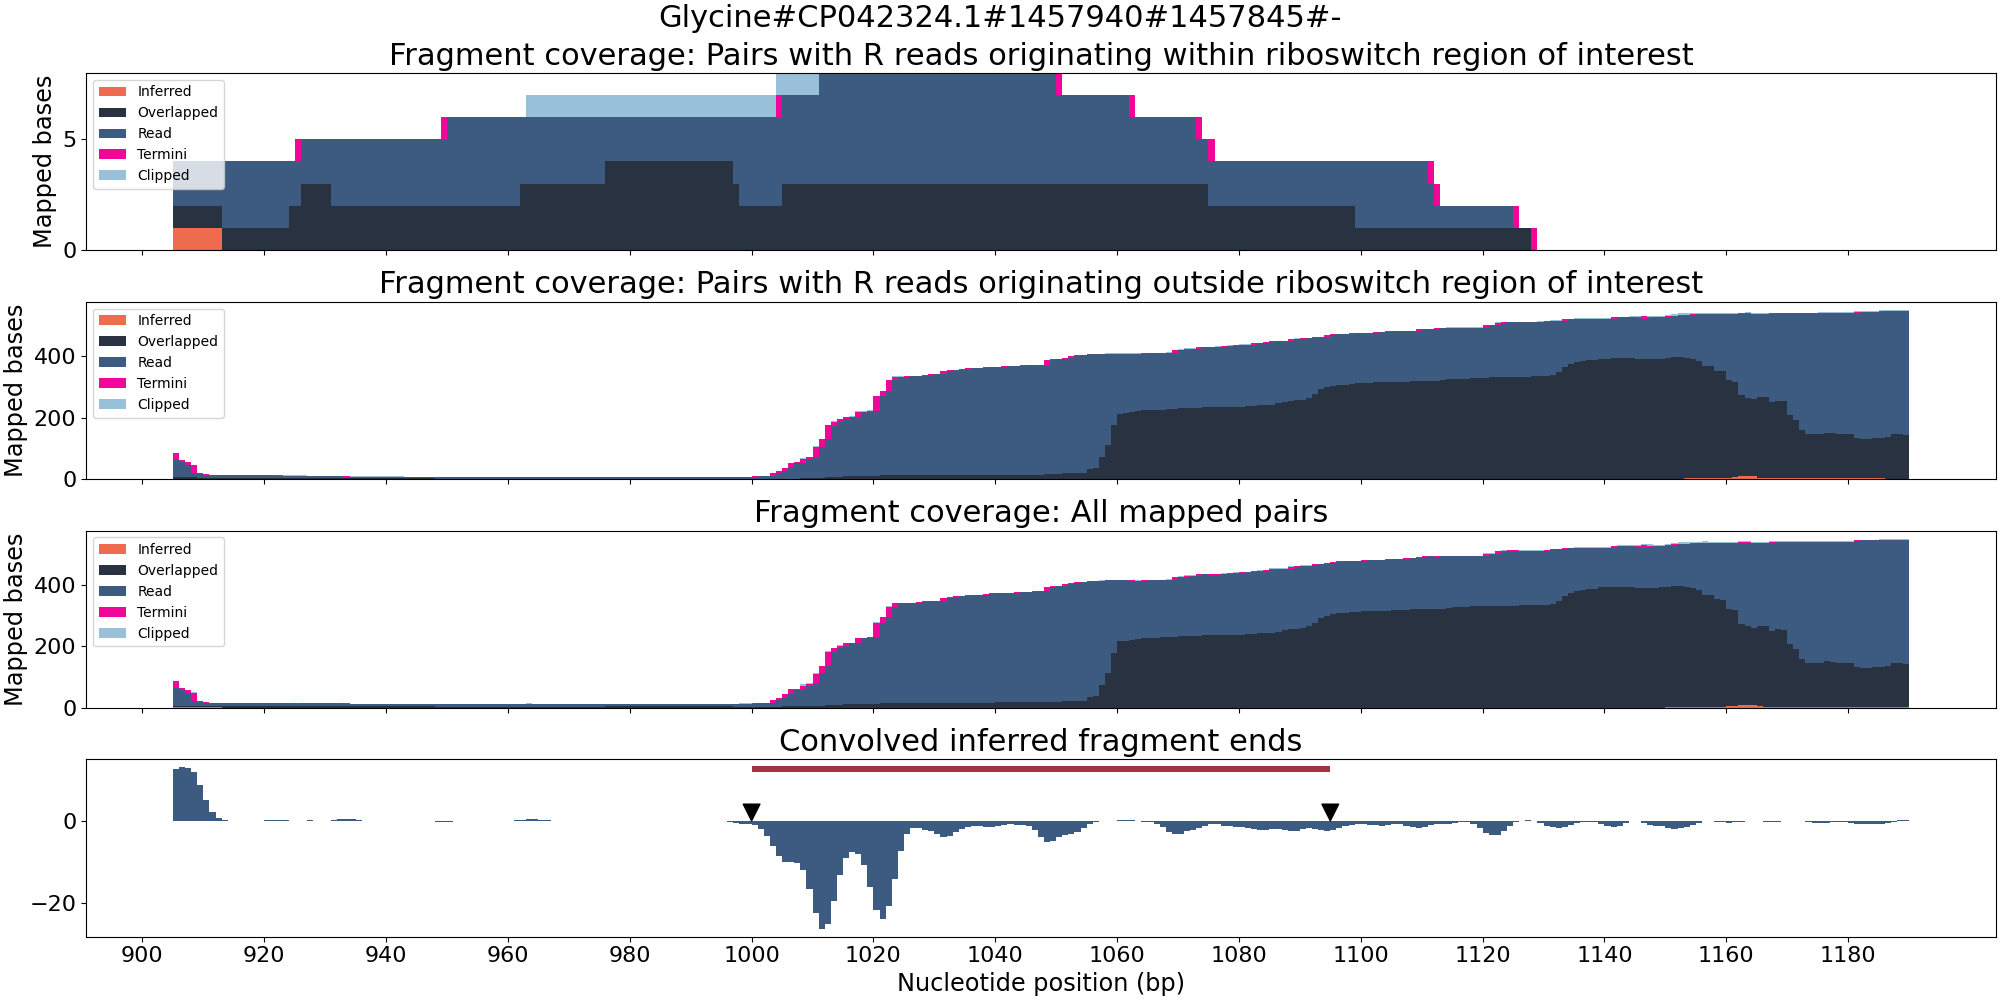 Glycine#CP042324.1#1457940#1457845#-
Fragment coverage: Pairs with R reads originating within riboswitch region of interest
Mapped bases
5
0
Inferred
Overlapped
Read
Termini
Clipped
Fragment coverage: Pairs with R reads originating outside riboswitch region of interest
Mapped bases
400
200
0
Inferred
Overlapped
Read
Termini
Clipped
Fragment coverage: All mapped pairs
Mapped bases
400
200
0
Inferred
Overlapped
Read
Termini
Clipped
Convolved inferred fragment ends
0
−20
900 920 940 960 980 1000 1020 1040 1060 1080 1100 1120 1140 1160 1180
Nucleotide position (bp)